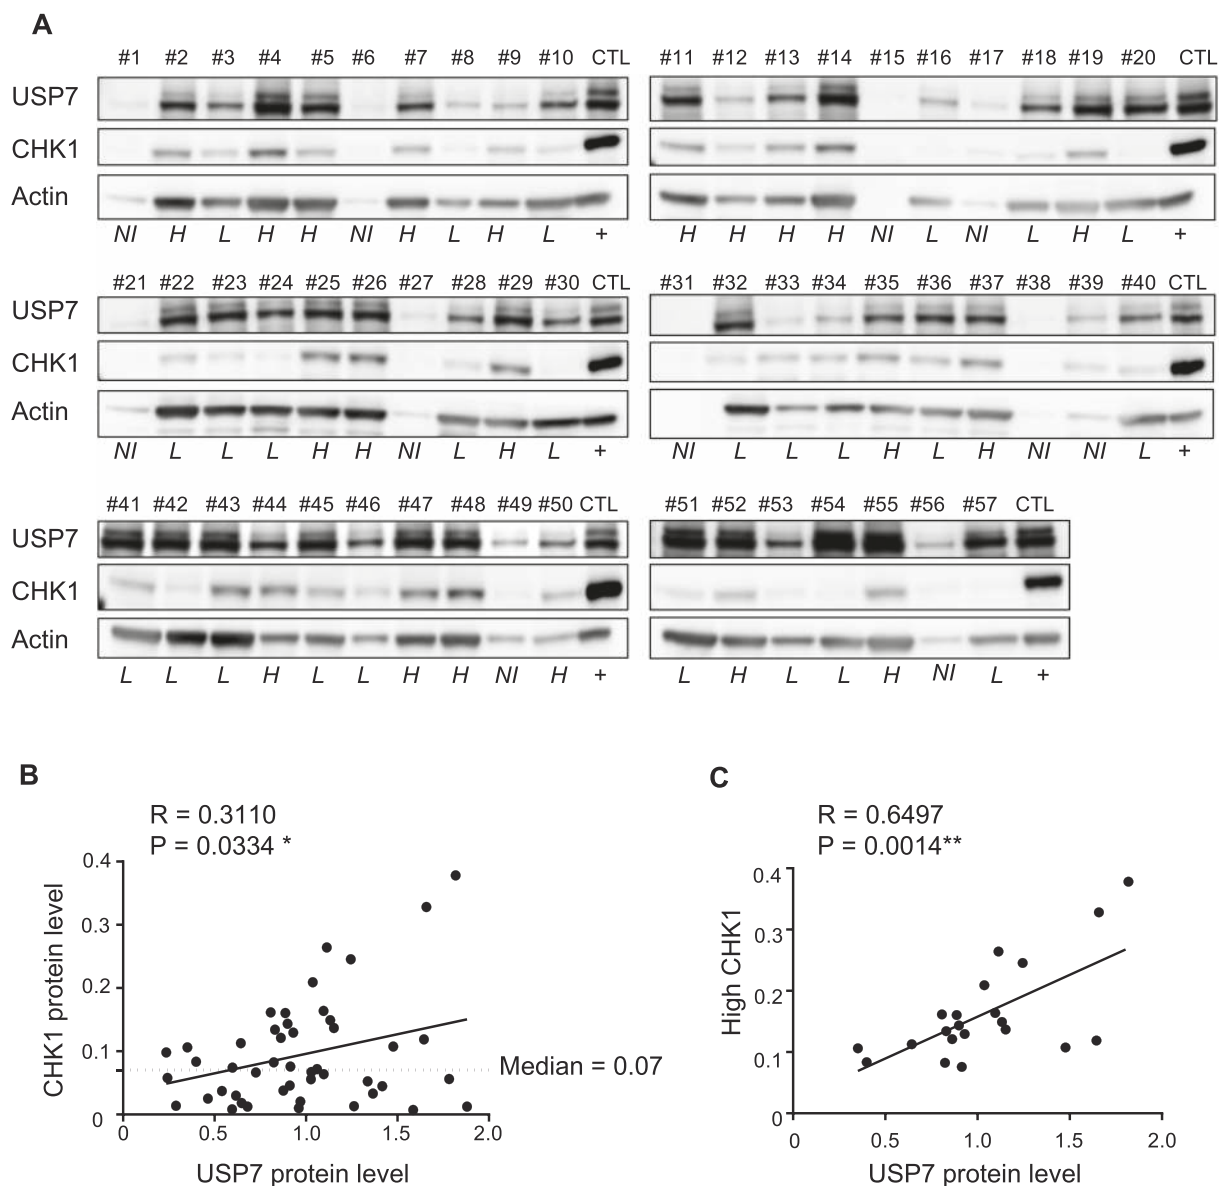 A
#1 #2 #3 #4 #5 #6 #7 #8 #9 #10 CTL
#11 #12 #13 #14 #15 #16 #17 #18 #19 #20 CTL
USP7
CHK1
Actin
NI H L H H NI H L H L +
H H H H NI L NI L H L +
#21 #22 #23 #24 #25 #26 #27 #28 #29 #30 CTL
#31 #32 #33 #34 #35 #36 #37 #38 #39 #40 CTL
USP7
CHK1
Actin
NI L L L H H NI L H L +
NI L L L H L H NI NI L +
#41 #42 #43 #44 #45 #46 #47 #48 #49 #50 CTL
#51 #52 #53 #54 #55 #56 #57 CTL
USP7
CHK1
Actin
L L L H L L H H NI H +
L H L L H NI L +
B
R = 0.3110
P = 0.0334 *
CHK1 protein level
0.4
0.3
0.2
0.1
0
Median = 0.07
0 0.5 1.0 1.5 2.0
USP7 protein level
C
R = 0.6497
P = 0.0014**
High CHK1
0.4
0.3
0.2
0.1
0
0 0.5 1.0 1.5 2.0
USP7 protein level